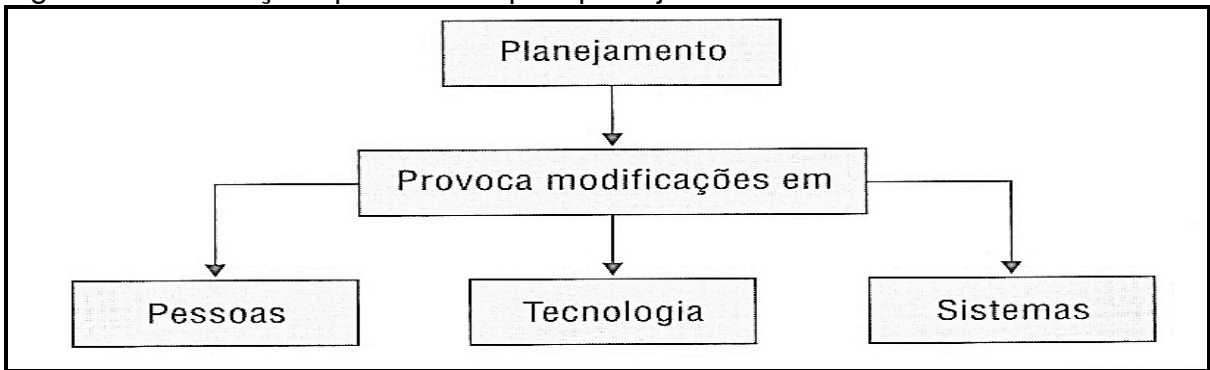 Planejamento
Provoca modificações em
Pessoas
Tecnologia
Sistemas